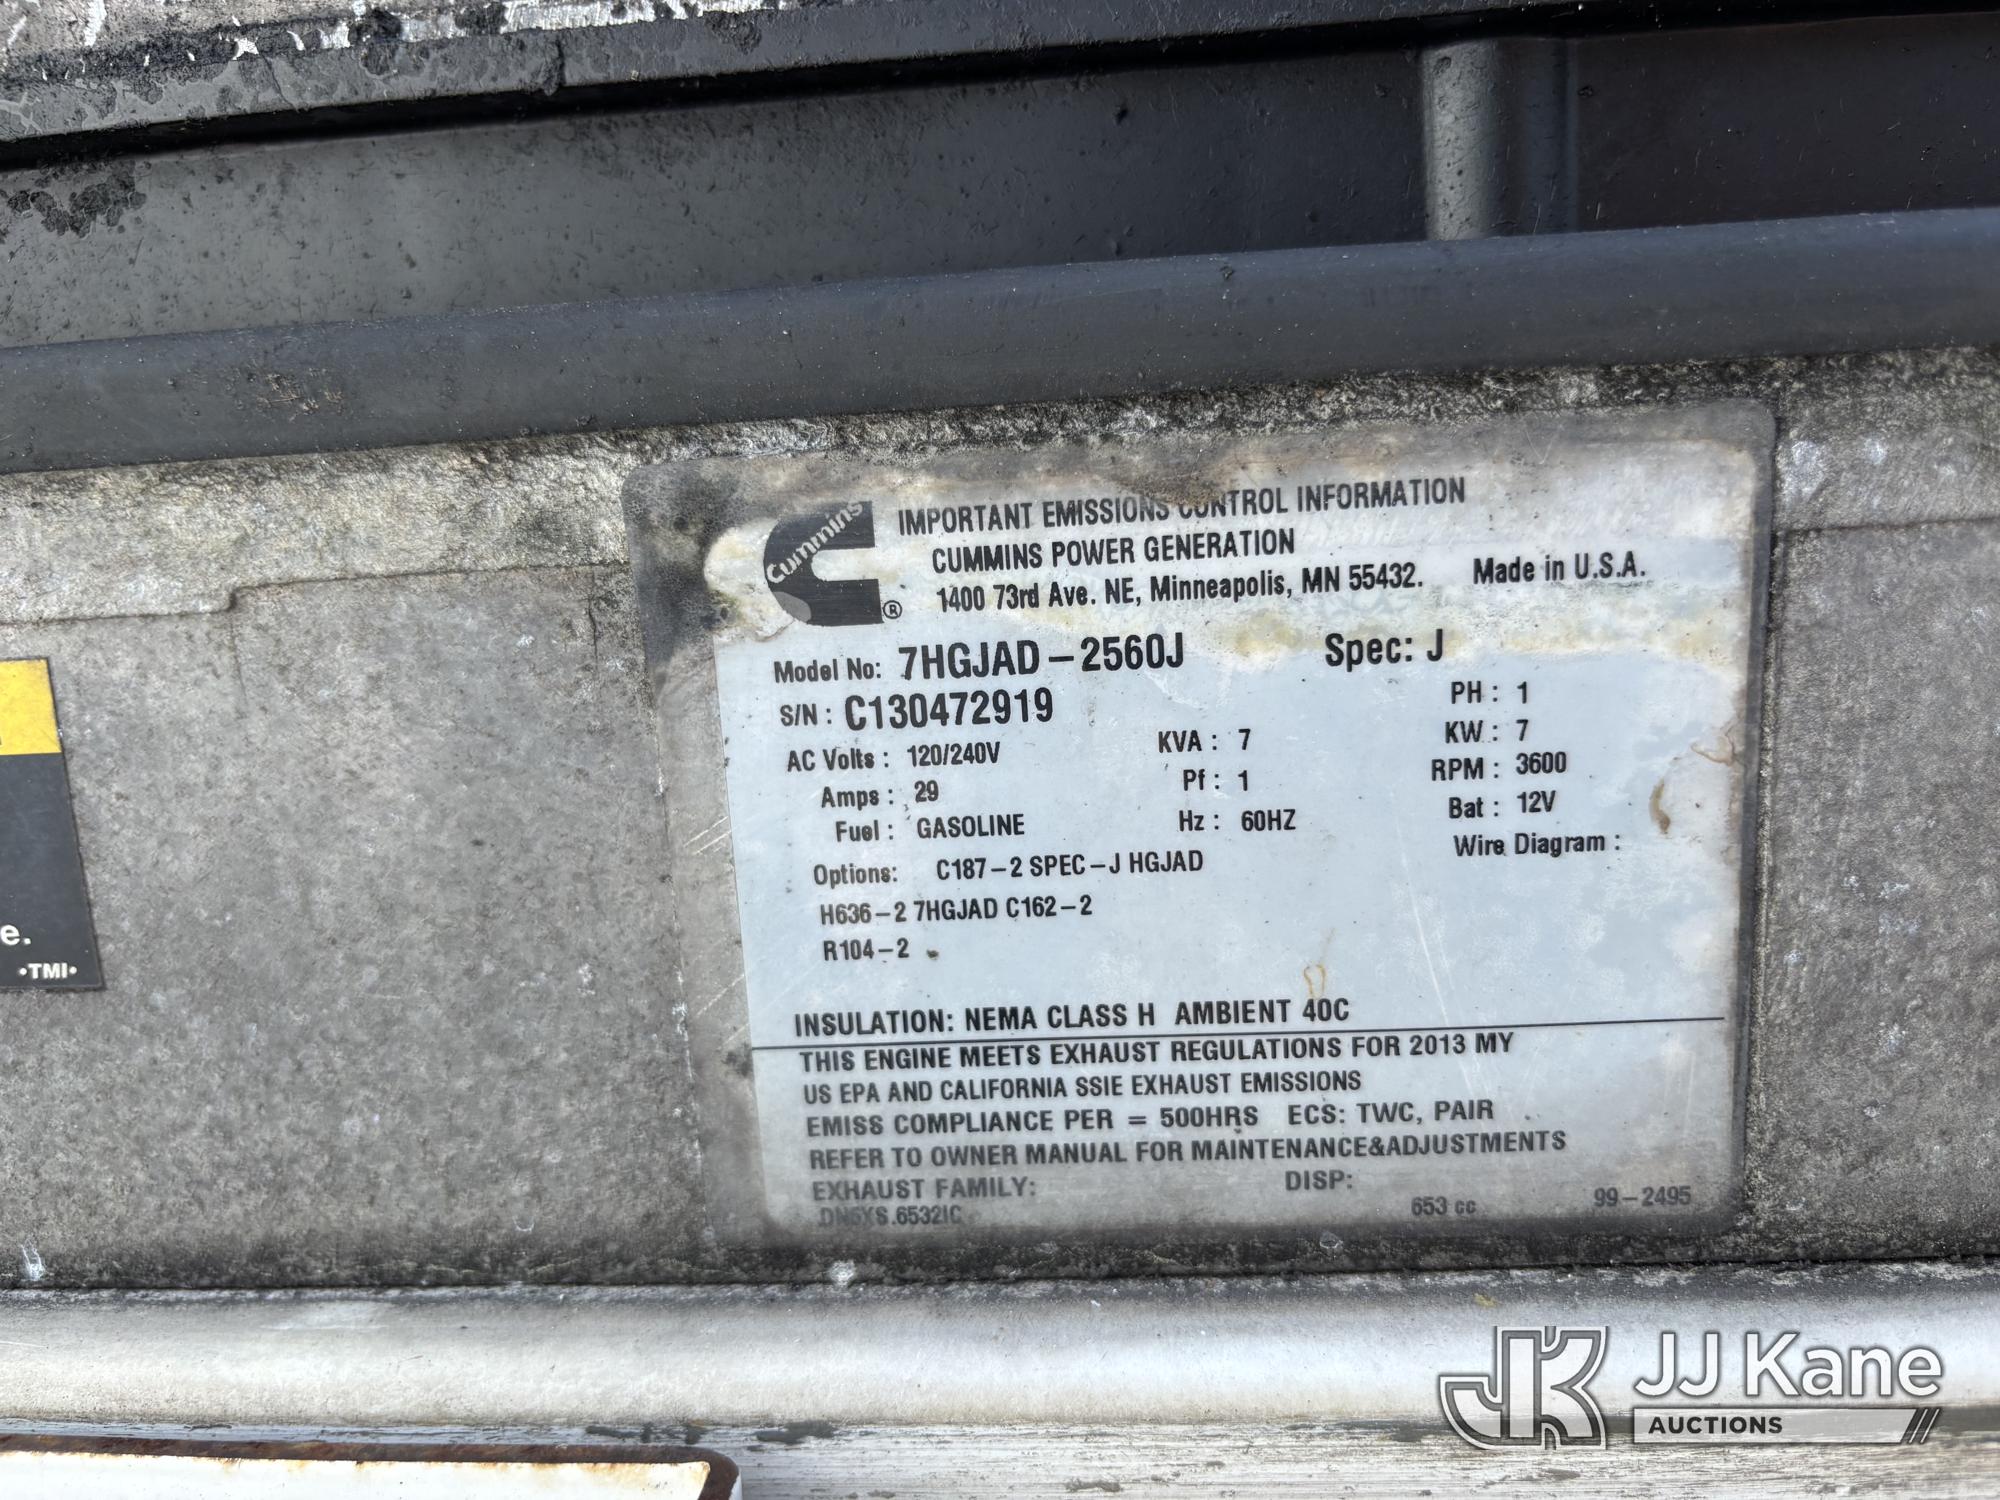 Cummins
®
IMPORTANT EMISSIONS CONTROL INFORMATION
CUMMINS POWER GENERATION
1400 73rd Ave. NE, Minneapolis, MN 55432. Made in U.S.A.
Model No: 7HGJAD-2560J Spec: J
S/N: C130472919 PH: 1
AC Volts: 120/240V KVA: 7 KW: 7
Amps: 29 Pf: 1 RPM: 3600
Fuel: GASOLINE Hz: 60HZ Bat: 12V
Options: C187-2 SPEC-J HGJAD Wire Diagram:
H636-2 7HGJAD C162-2
R104-2
INSULATION: NEMA CLASS H AMBIENT 40C
THIS ENGINE MEETS EXHAUST REGULATIONS FOR 2013 MY
US EPA AND CALIFORNIA SSIE EXHAUST EMISSIONS
EMISS COMPLIANCE PER = 500HRS ECS: TWC, PAIR
REFER TO OWNER MANUAL FOR MAINTENANCE&ADJUSTMENTS
EXHAUST FAMILY: DISP:
653 cc 99-2495
e.
•TMI•
JK JJ Kane
AUCTIONS